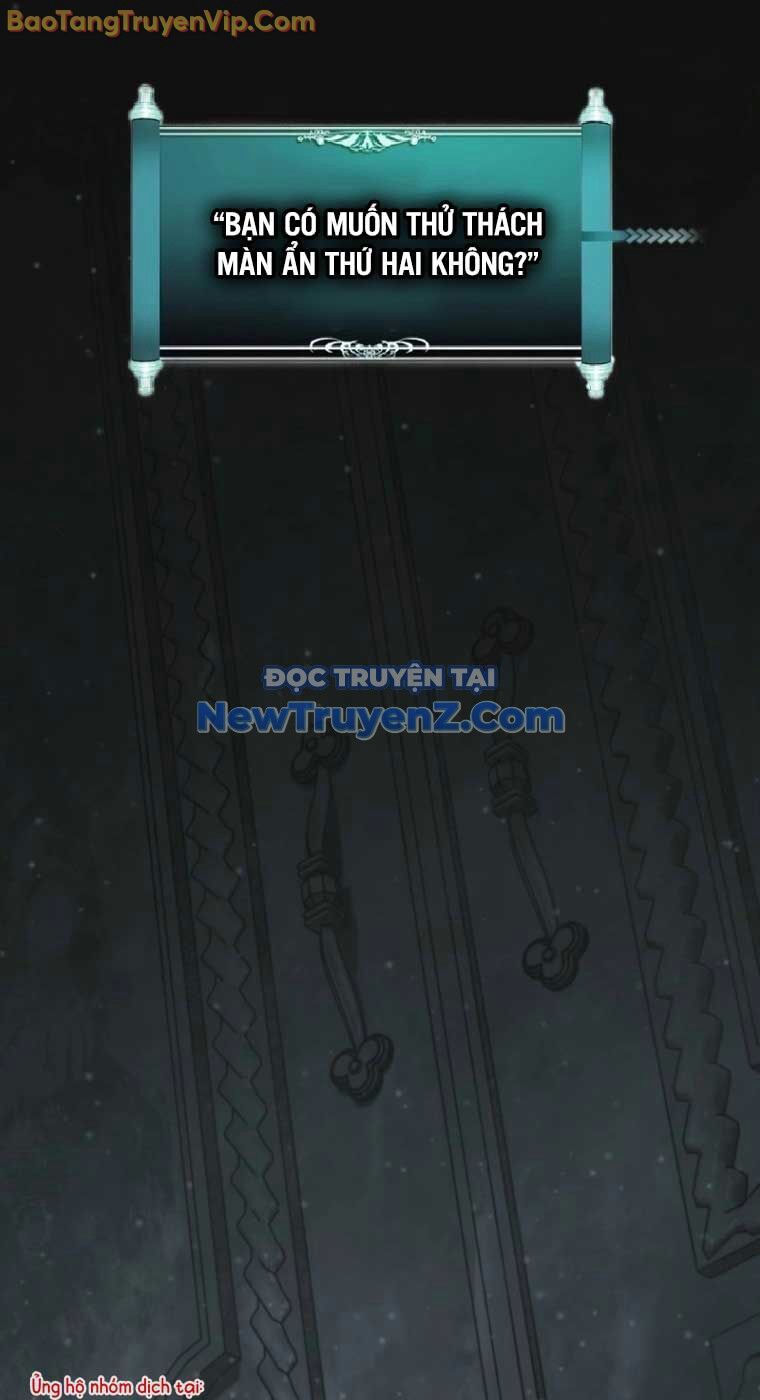 BaoTangTruyenVip.Com
“BẠN CÓ MUỐN THỬ THÁCH
MÀN ẨN THỨ HAI KHÔNG?”
ĐỌC TRUYỆN TẠI
NewTruyenZ.Com
Ủng hộ nhóm dịch tại: